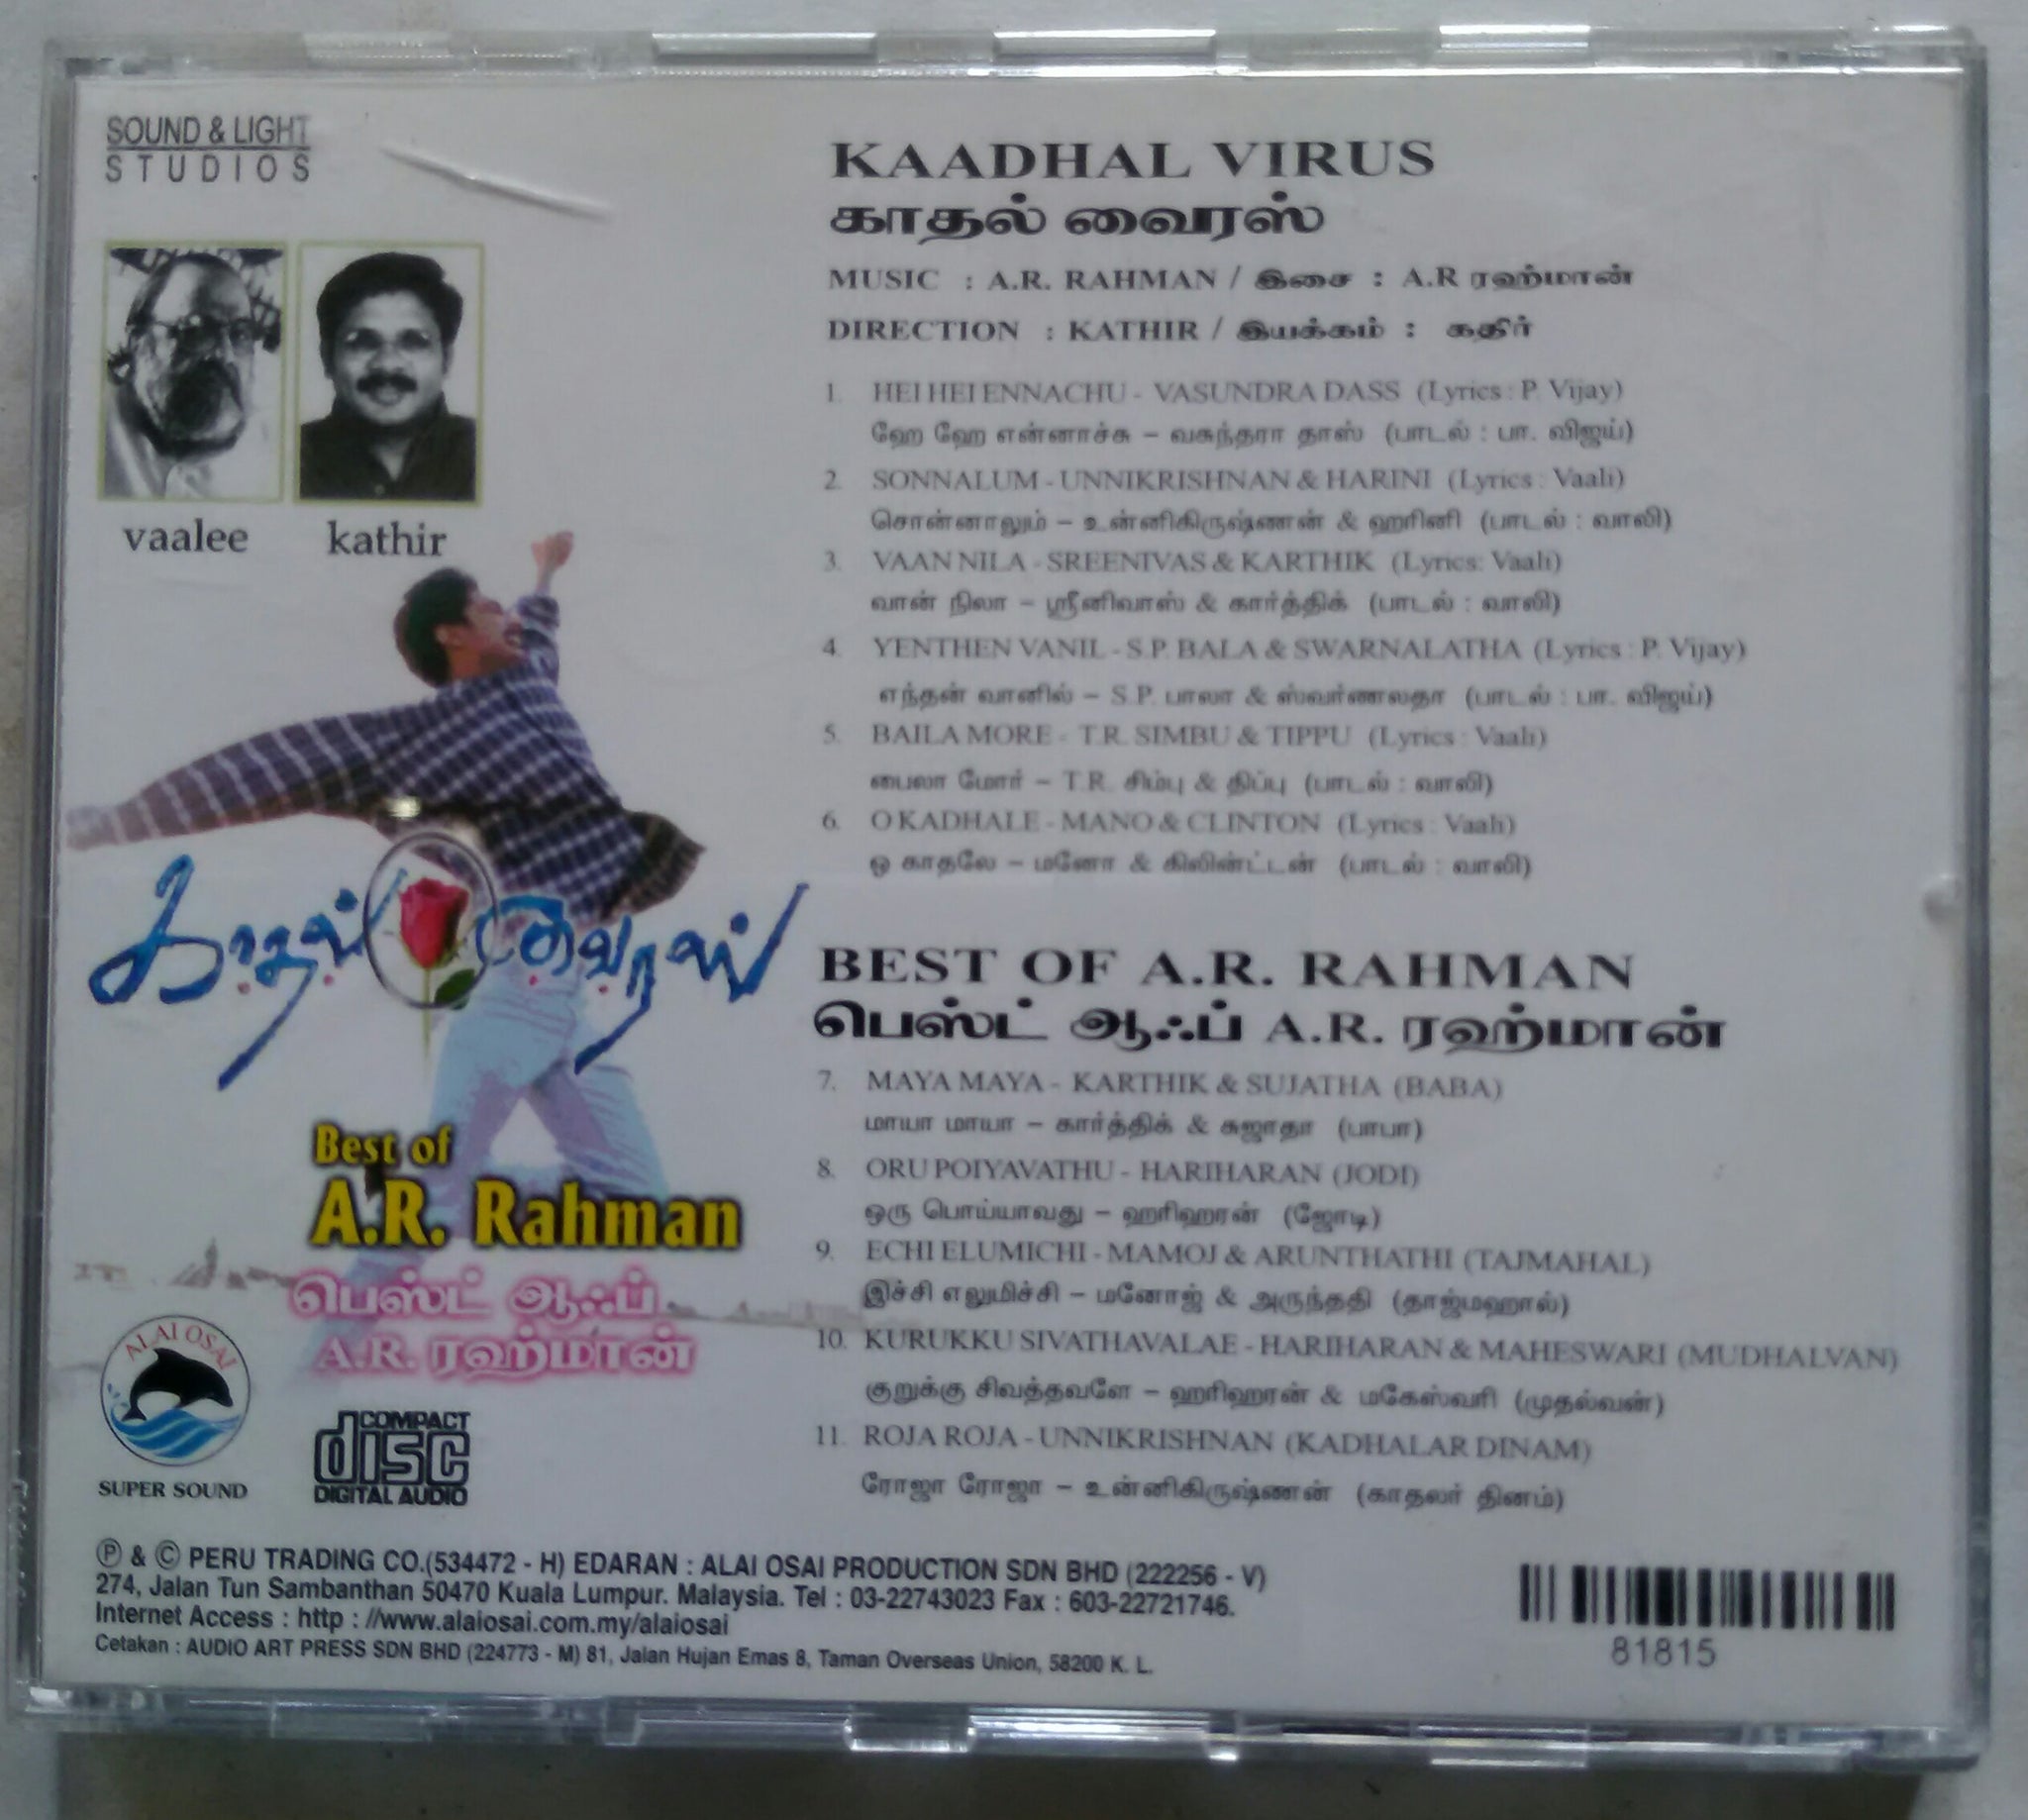 SOUND & LIGHT
STUDIOS
vaalee
kathir
காதல் வைரஸ்
Best of
A.R. Rahman
பெஸ்ட் ஆஃப்
A.R. ரஹ்மான்
ALAI OSAI
SUPER SOUND
COMPACT
disc
DIGITAL AUDIO
KAADHAL VIRUS
காதல் வைரஸ்
MUSIC : A.R. RAHMAN / இசை : A.R ரஹ்மான்
DIRECTION : KATHIR / இயக்கம் : கதிர்
1. HEI HEI ENNACHU - VASUNDRA DASS (Lyrics : P. Vijay)
ஹே ஹே என்னாச்சு – வசுந்தரா தாஸ் (பாடல் : பா. விஜய்)
2. SONNALUM - UNNIKRISHNAN & HARINI (Lyrics : Vaali)
சொன்னாலும் – உன்னிகிருஷ்ணன் & ஹரினி (பாடல் : வாலி)
3. VAAN NILA - SREENIVAS & KARTHIK (Lyrics: Vaali)
வான் நிலா – ஸ்ரீனிவாஸ் & கார்த்திக் (பாடல் : வாலி)
4. YENTHEN VANIL - S.P. BALA & SWARNALATHA (Lyrics : P. Vijay)
எந்தன் வானில் – S.P. பாலா & ஸ்வர்ணலதா (பாடல் : பா. விஜய்)
5. BAILA MORE - T.R. SIMBU & TIPPU (Lyrics : Vaali)
பைலா மோர் – T.R. சிம்பு & திப்பு (பாடல் : வாலி)
6. O KADHALE - MANO & CLINTON (Lyrics : Vaali)
ஓ காதலே – மனோ & கிலின்ட்டன் (பாடல் : வாலி)
BEST OF A.R. RAHMAN
பெஸ்ட் ஆஃப் A.R. ரஹ்மான்
7. MAYA MAYA - KARTHIK & SUJATHA (BABA)
மாயா மாயா – கார்த்திக் & சுஜாதா (பாபா)
8. ORU POIYAVATHU - HARIHARAN (JODI)
ஒரு பொய்யாவது – ஹரிஹரன் (ஜோடி)
9. ECHI ELUMICHI - MAMOJ & ARUNTHATHI (TAJMAHAL)
இச்சி எலுமிச்சி – மனோஜ் & அருந்ததி (தாஜ்மஹால்)
10. KURUKKU SIVATHAVALAE - HARIHARAN & MAHESWARI (MUDHALVAN)
குறுக்கு சிவத்தவளே – ஹரிஹரன் & மகேஸ்வரி (முதல்வன்)
11. ROJA ROJA - UNNIKRISHNAN (KADHALAR DINAM)
ரோஜா ரோஜா – உன்னிகிருஷ்ணன் (காதலர் தினம்)
Ⓟ & © PERU TRADING CO.(534472 - H) EDARAN : ALAI OSAI PRODUCTION SDN BHD (222256 - V)
274, Jalan Tun Sambanthan 50470 Kuala Lumpur. Malaysia. Tel : 03-22743023 Fax : 603-22721746.
Internet Access : http : //www.alaiosai.com.my/alaiosai
Cetakan : AUDIO ART PRESS SDN BHD (224773 - M) 81, Jalan Hujan Emas 8, Taman Overseas Union, 58200 K. L.
81815